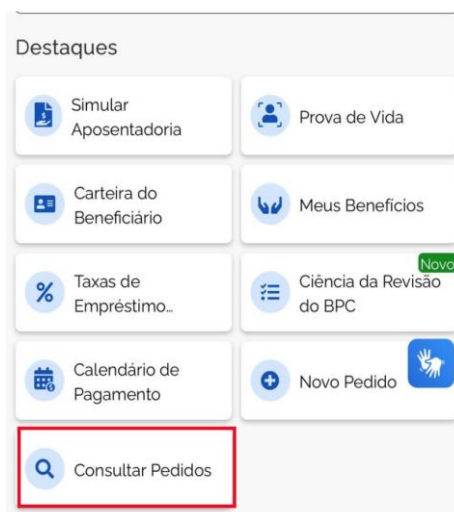 Destaques
Simular
Aposentadoria
Prova de Vida
Carteira do
Beneficiário
Meus Benefícios
Taxas de
Empréstimo...
Novo
Ciência da Revisão
do BPC
Calendário de
Pagamento
Novo Pedido
Consultar Pedidos